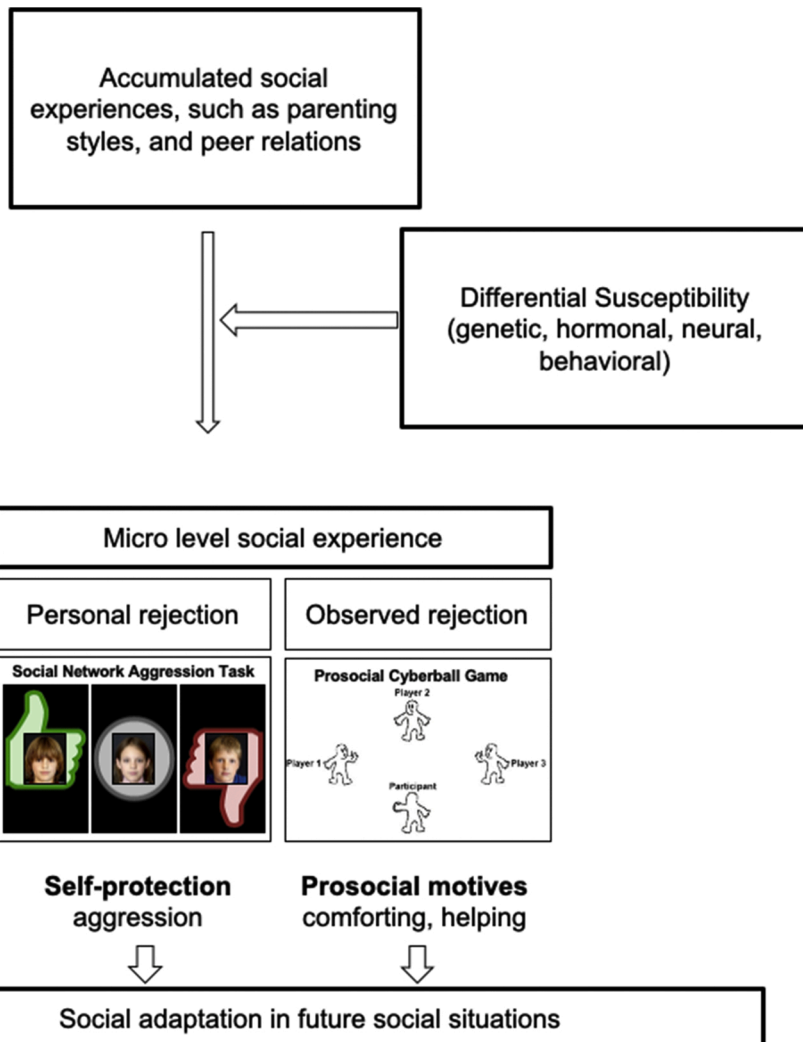 Accumulated social
experiences, such as parenting
styles, and peer relations
Differential Susceptibility
(genetic, hormonal, neural,
behavioral)
Micro level social experience
Personal rejection
Observed rejection
Social Network Aggression Task
Prosocial Cyberball Game
Player 2
Player 1
Player 3
Participant
Self-protection
aggression
Prosocial motives
comforting, helping
Social adaptation in future social situations